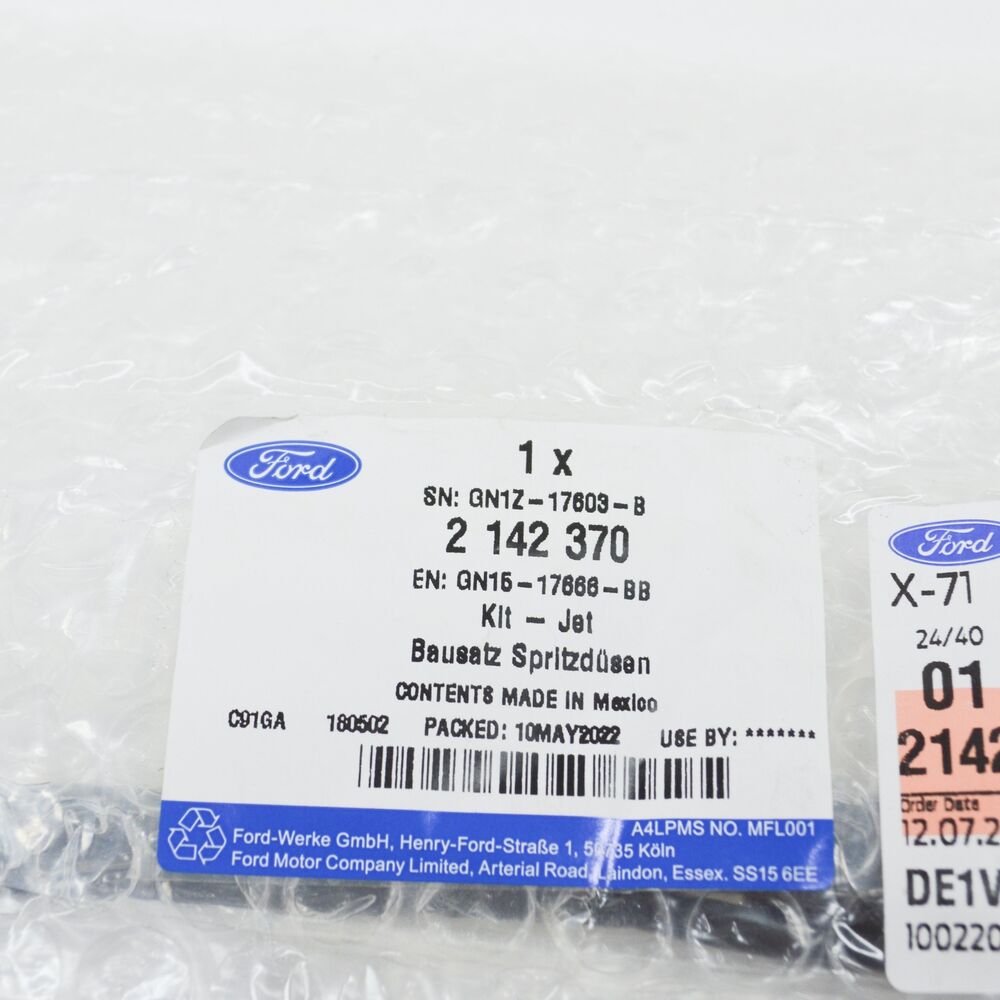 Ford
1 x
SN: GN1Z-17603-B
2 142 370
EN: GN15-17666-BB
Kit - Jet
Bausatz Spritzdüsen
CONTENTS MADE IN Mexico
C91GA 180502 PACKED: 10MAY2022 USE BY: *******
A4LPMS NO. MFL001
Ford-Werke GmbH, Henry-Ford-Straße 1, 50735 Köln
Ford Motor Company Limited, Arterial Road, Laindon, Essex. SS15 6EE
Ford
X-71
24/40
01
2142
Order Date
12.07.2
DE1V
100220